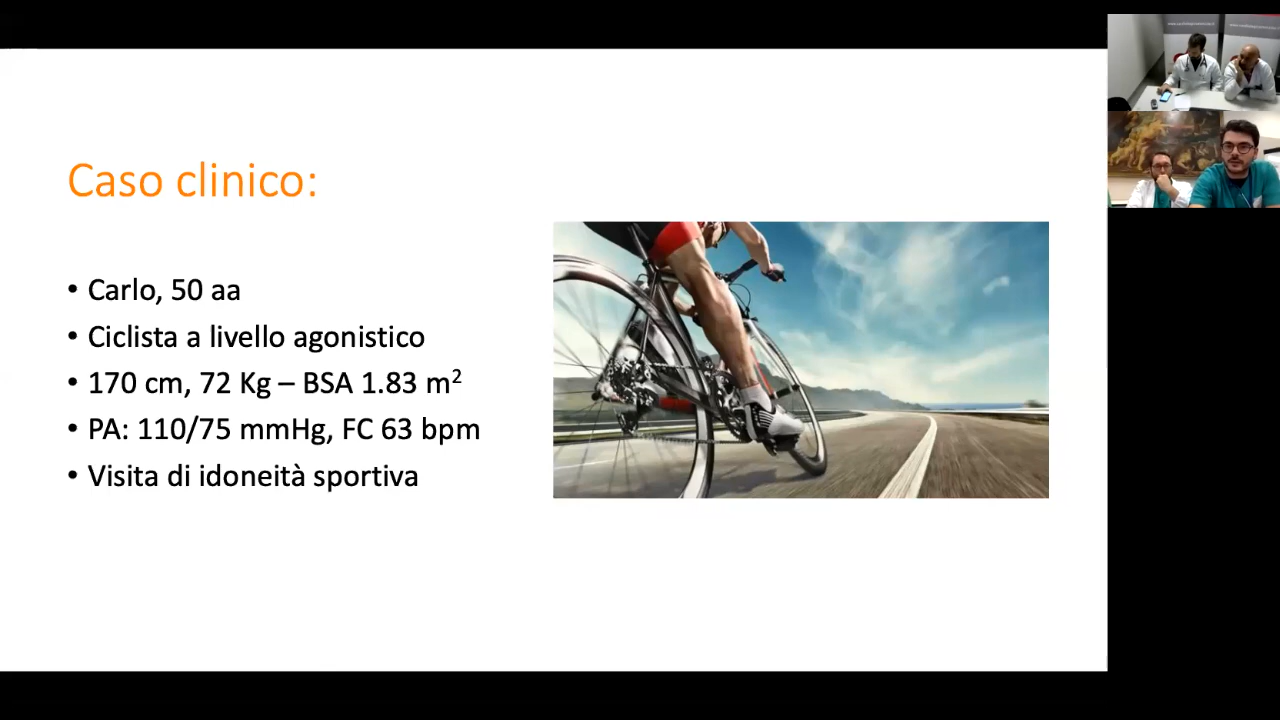 Caso clinico:
• Carlo, 50 aa
• Ciclista a livello agonistico
• 170 cm, 72 Kg – BSA 1.83 m²
• PA: 110/75 mmHg, FC 63 bpm
• Visita di idoneità sportiva